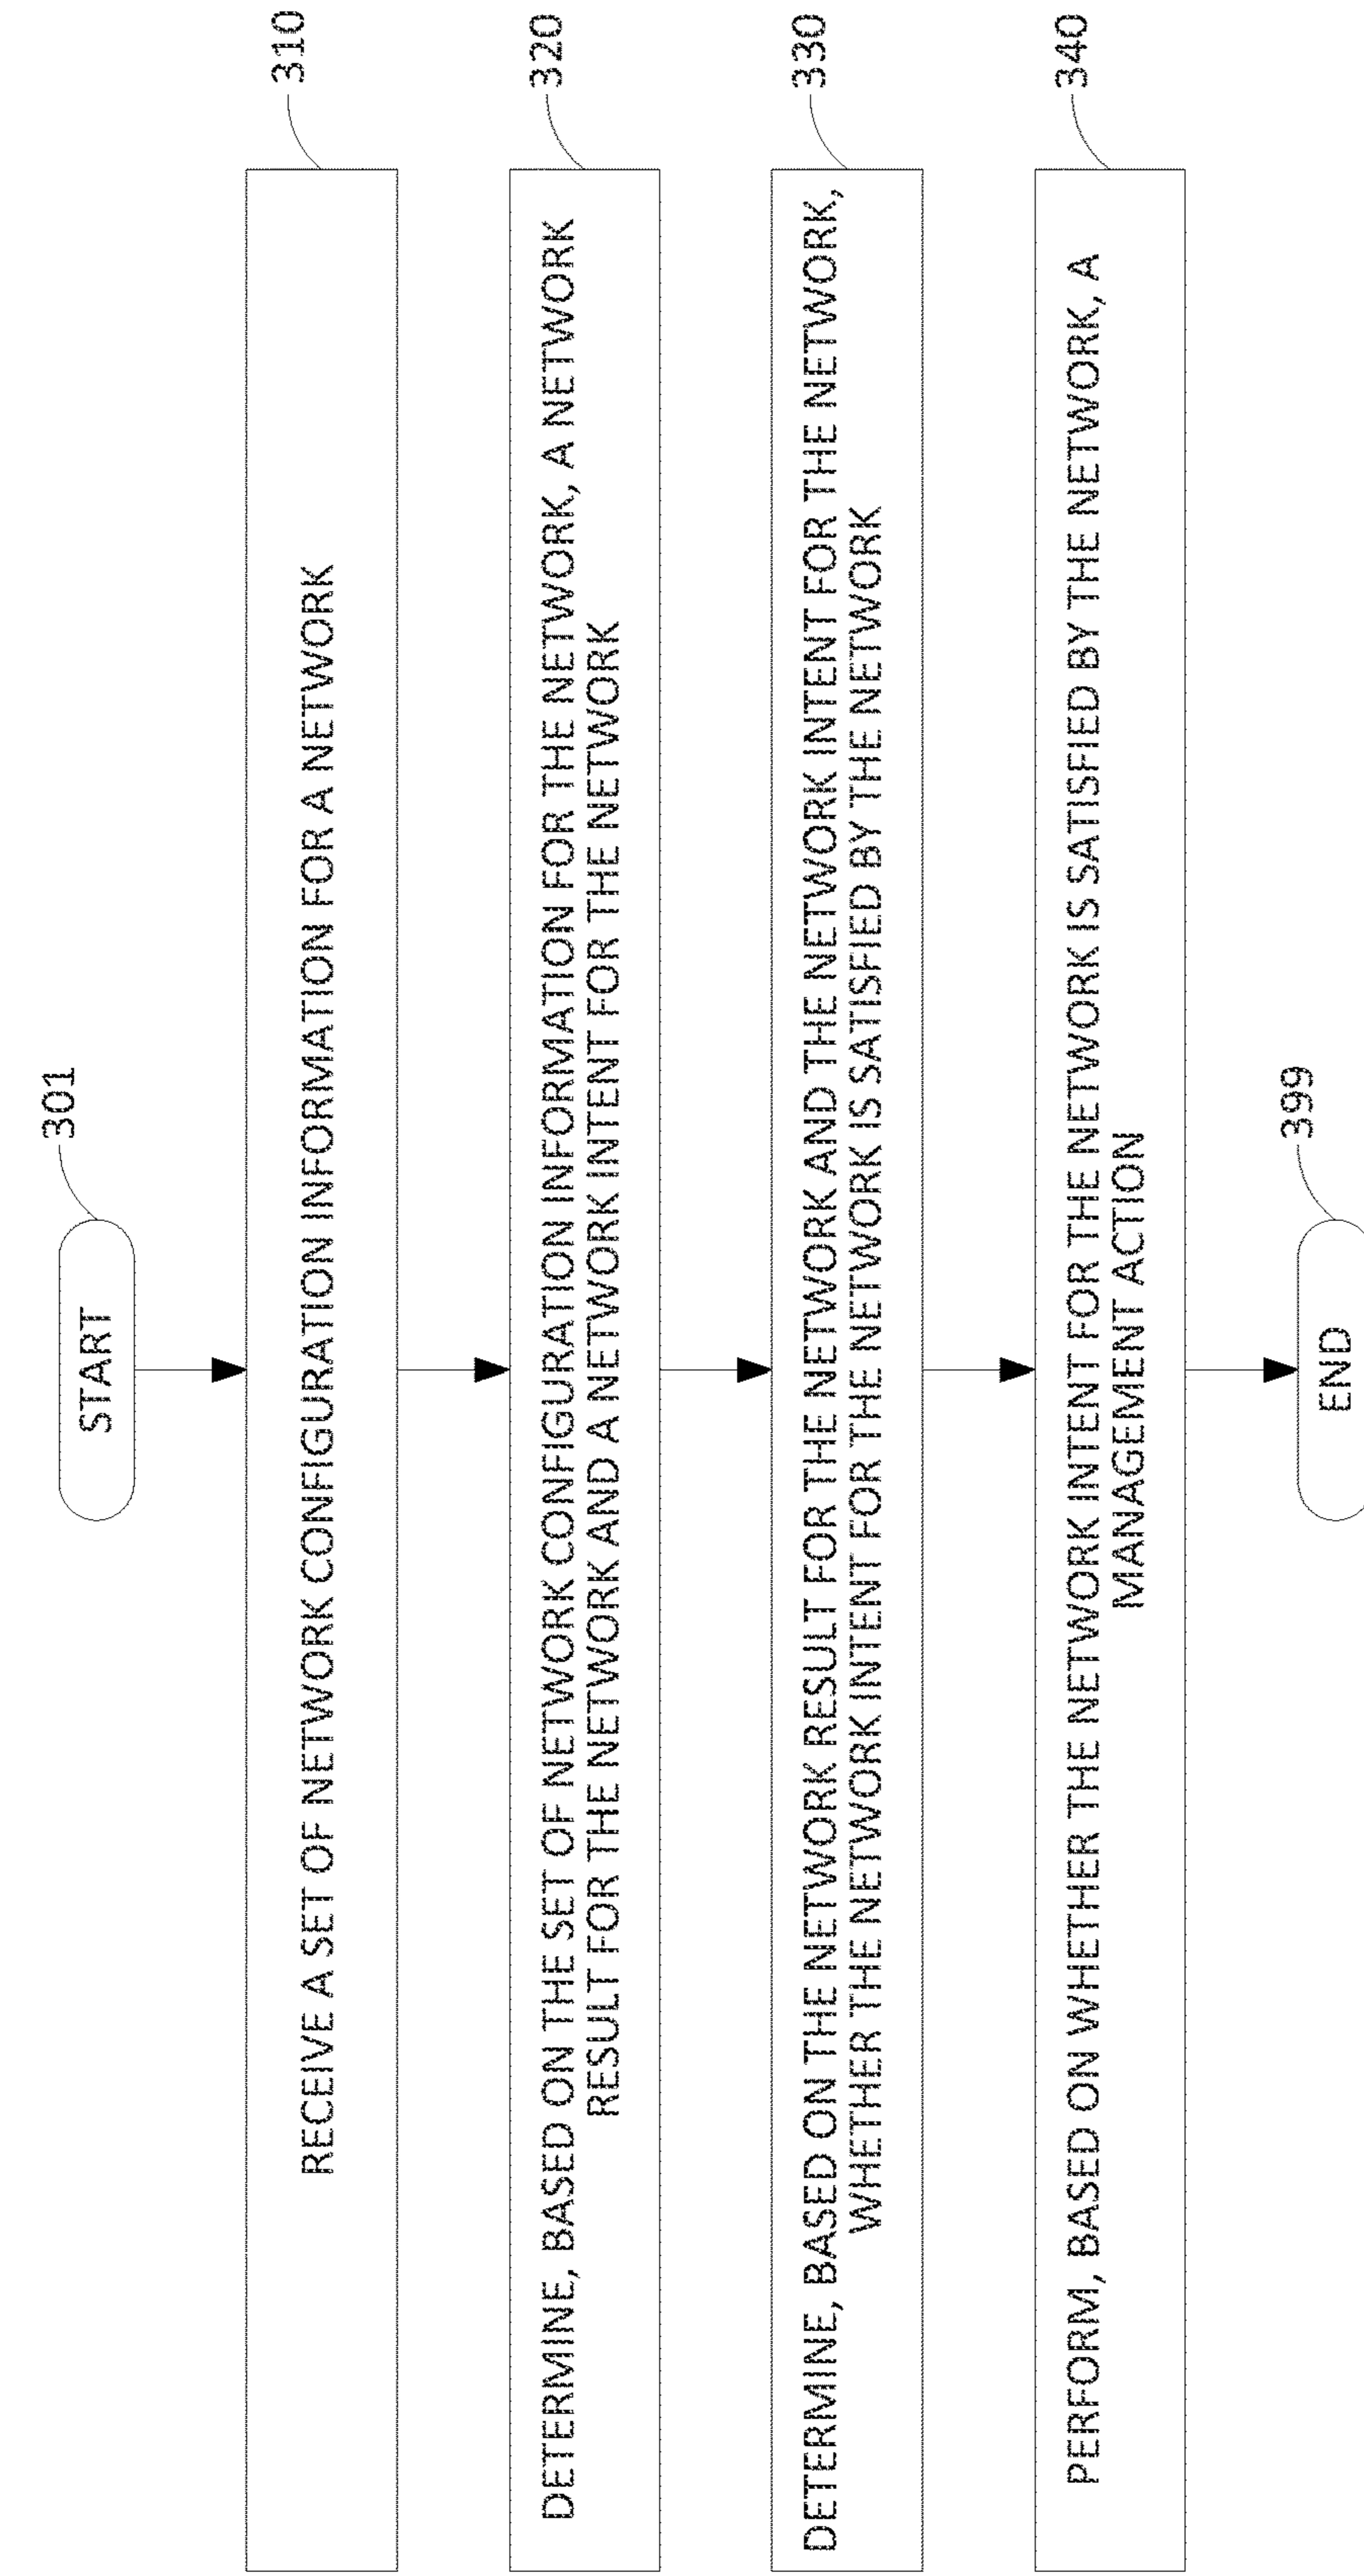 301
START
310
RECEIVE A SET OF NETWORK CONFIGURATION INFORMATION FOR A NETWORK
320
DETERMINE, BASED ON THE SET OF NETWORK CONFIGURATION INFORMATION FOR THE NETWORK, A NETWORK
RESULT FOR THE NETWORK AND A NETWORK INTENT FOR THE NETWORK
330
DETERMINE, BASED ON THE NETWORK RESULT FOR THE NETWORK AND THE NETWORK INTENT FOR THE NETWORK,
WHETHER THE NETWORK INTENT FOR THE NETWORK IS SATISFIED BY THE NETWORK
340
PERFORM, BASED ON WHETHER THE NETWORK INTENT FOR THE NETWORK IS SATISFIED BY THE NETWORK, A
MANAGEMENT ACTION
399
END